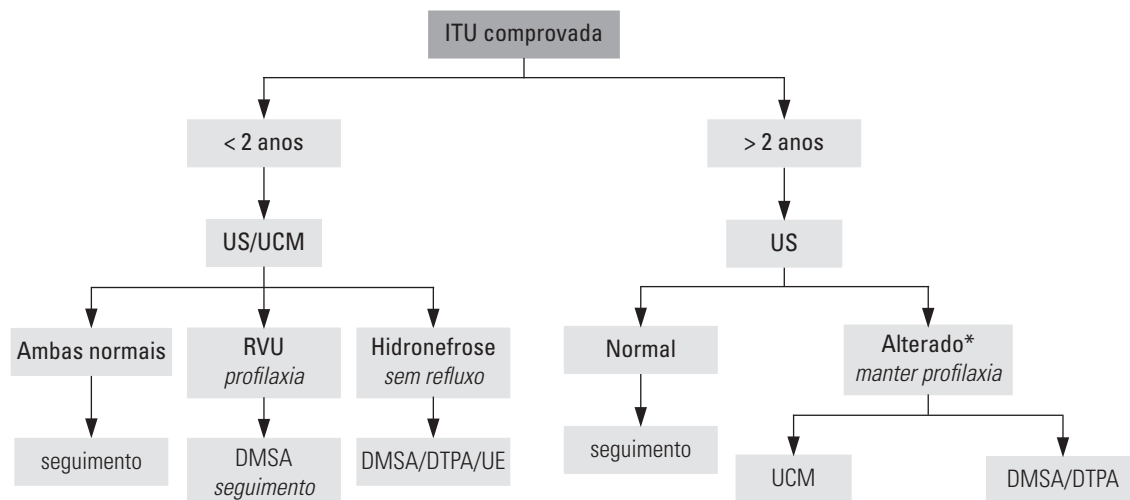 ITU comprovada
< 2 anos
> 2 anos
US/UCM
US
Ambas normais
RVU
profilaxia
Hidronefrose
sem refluxo
Normal
Alterado*
manter profilaxia
seguimento
DMSA
seguimento
DMSA/DTPA/UE
seguimento
UCM
DMSA/DTPA